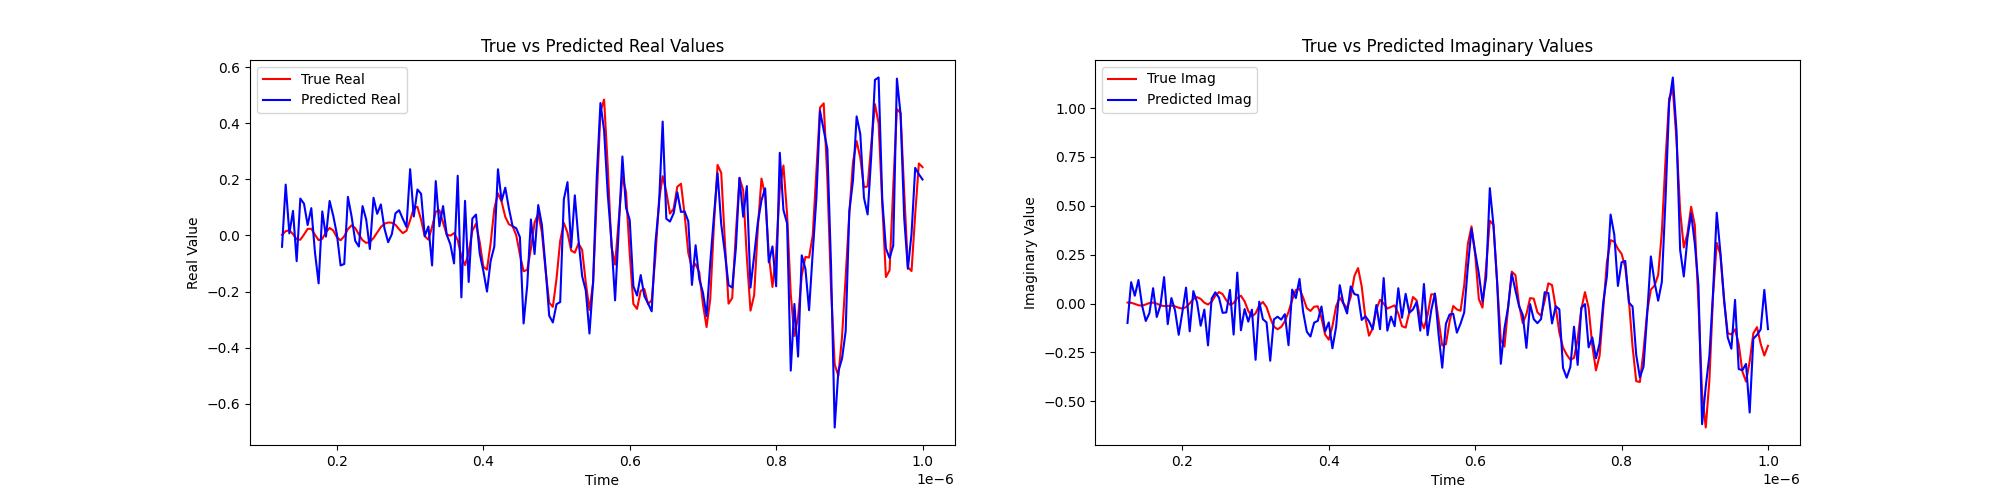 True vs Predicted Real Values
True Real
Predicted Real
Real Value
0.6
0.4
0.2
0.0
−0.2
−0.4
−0.6
0.2
0.4
0.6
0.8
1.0
1e−6
Time
True vs Predicted Imaginary Values
True Imag
Predicted Imag
Imaginary Value
1.00
0.75
0.50
0.25
0.00
−0.25
−0.50
0.2
0.4
0.6
0.8
1.0
1e−6
Time